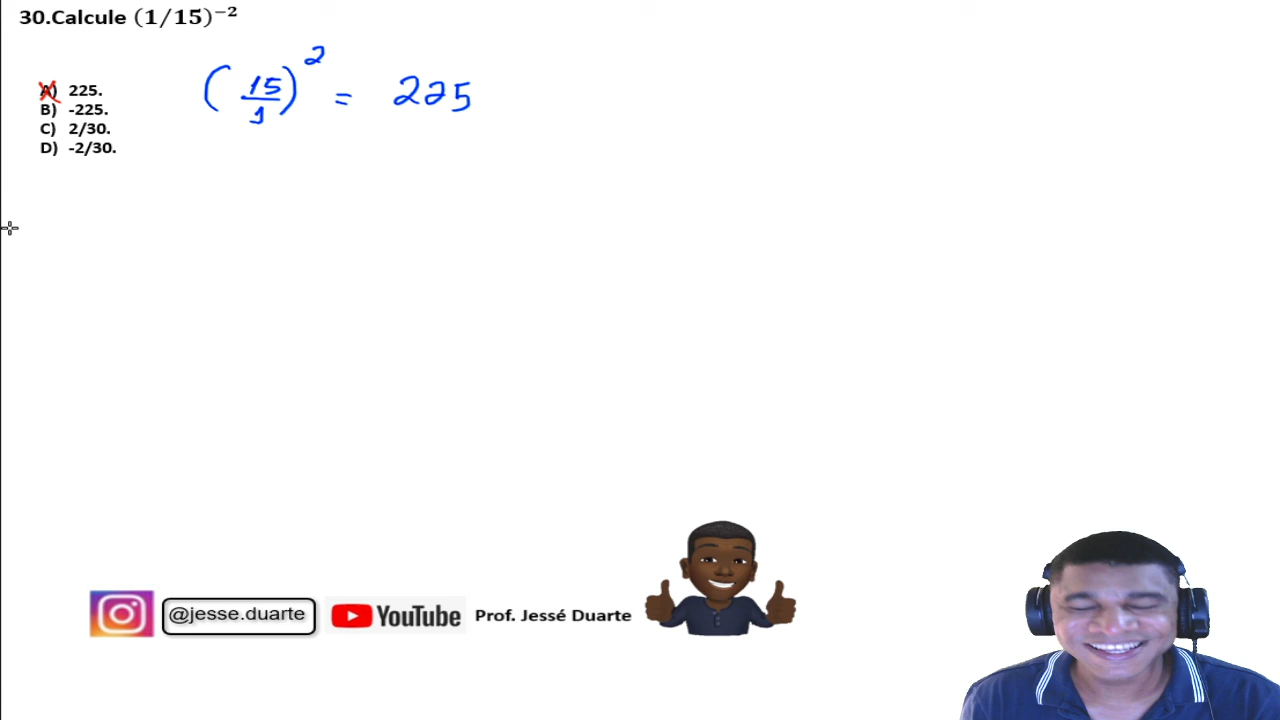 30.Calcule (1/15)⁻²
A) 225.
B) -225.
C) 2/30.
D) -2/30.
(15/1)² = 225
@jesse.duarte YouTube Prof. Jessé Duarte